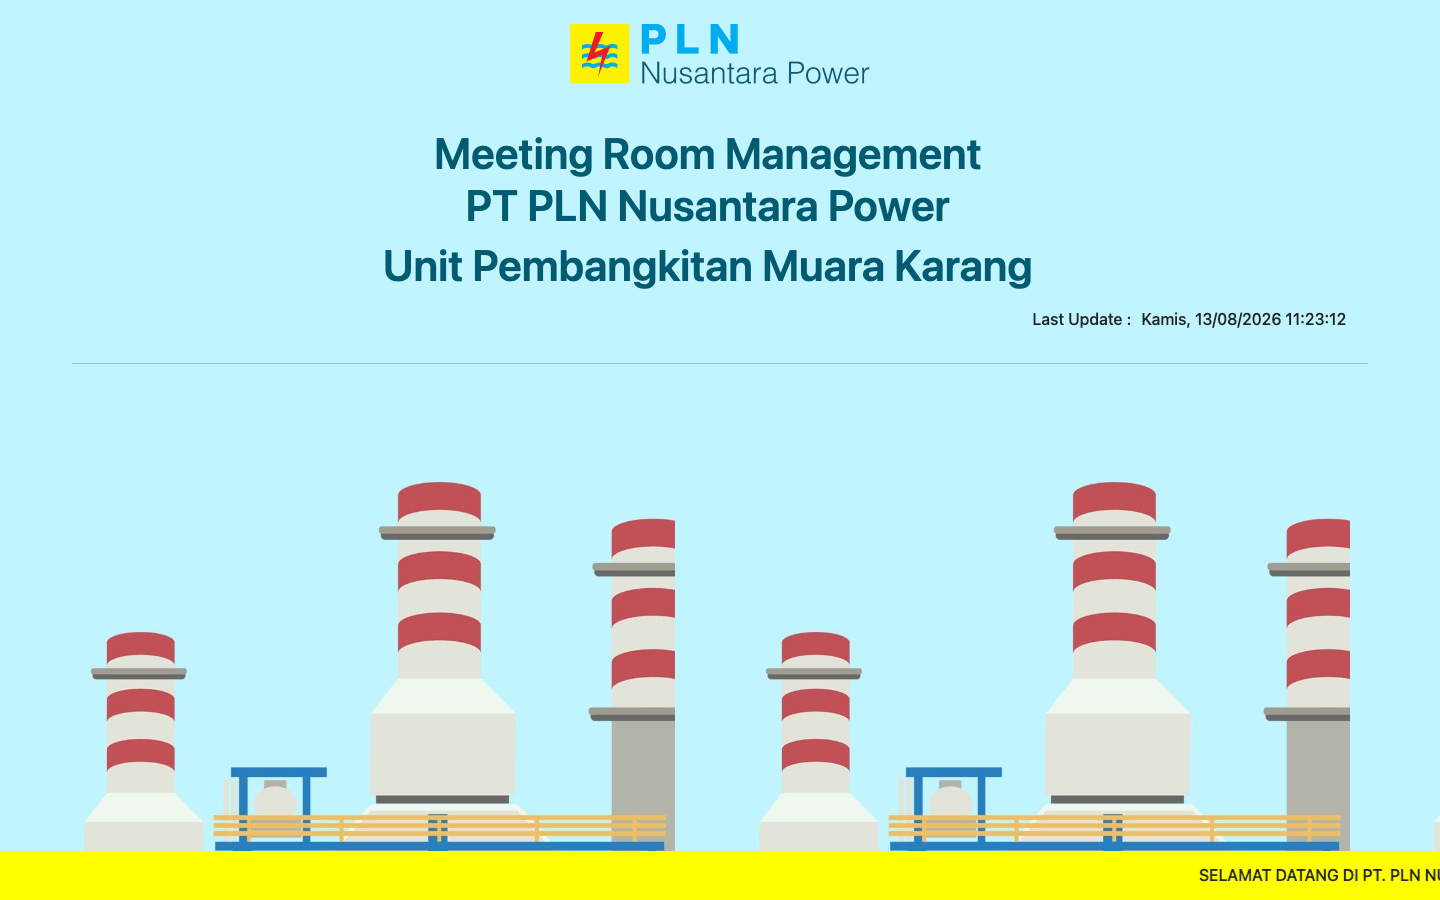 PLN
Nusantara Power
Meeting Room Management
PT PLN Nusantara Power
Unit Pembangkitan Muara Karang
Last Update : Kamis, 13/08/2026 11:23:12
SELAMAT DATANG DI PT. PLN